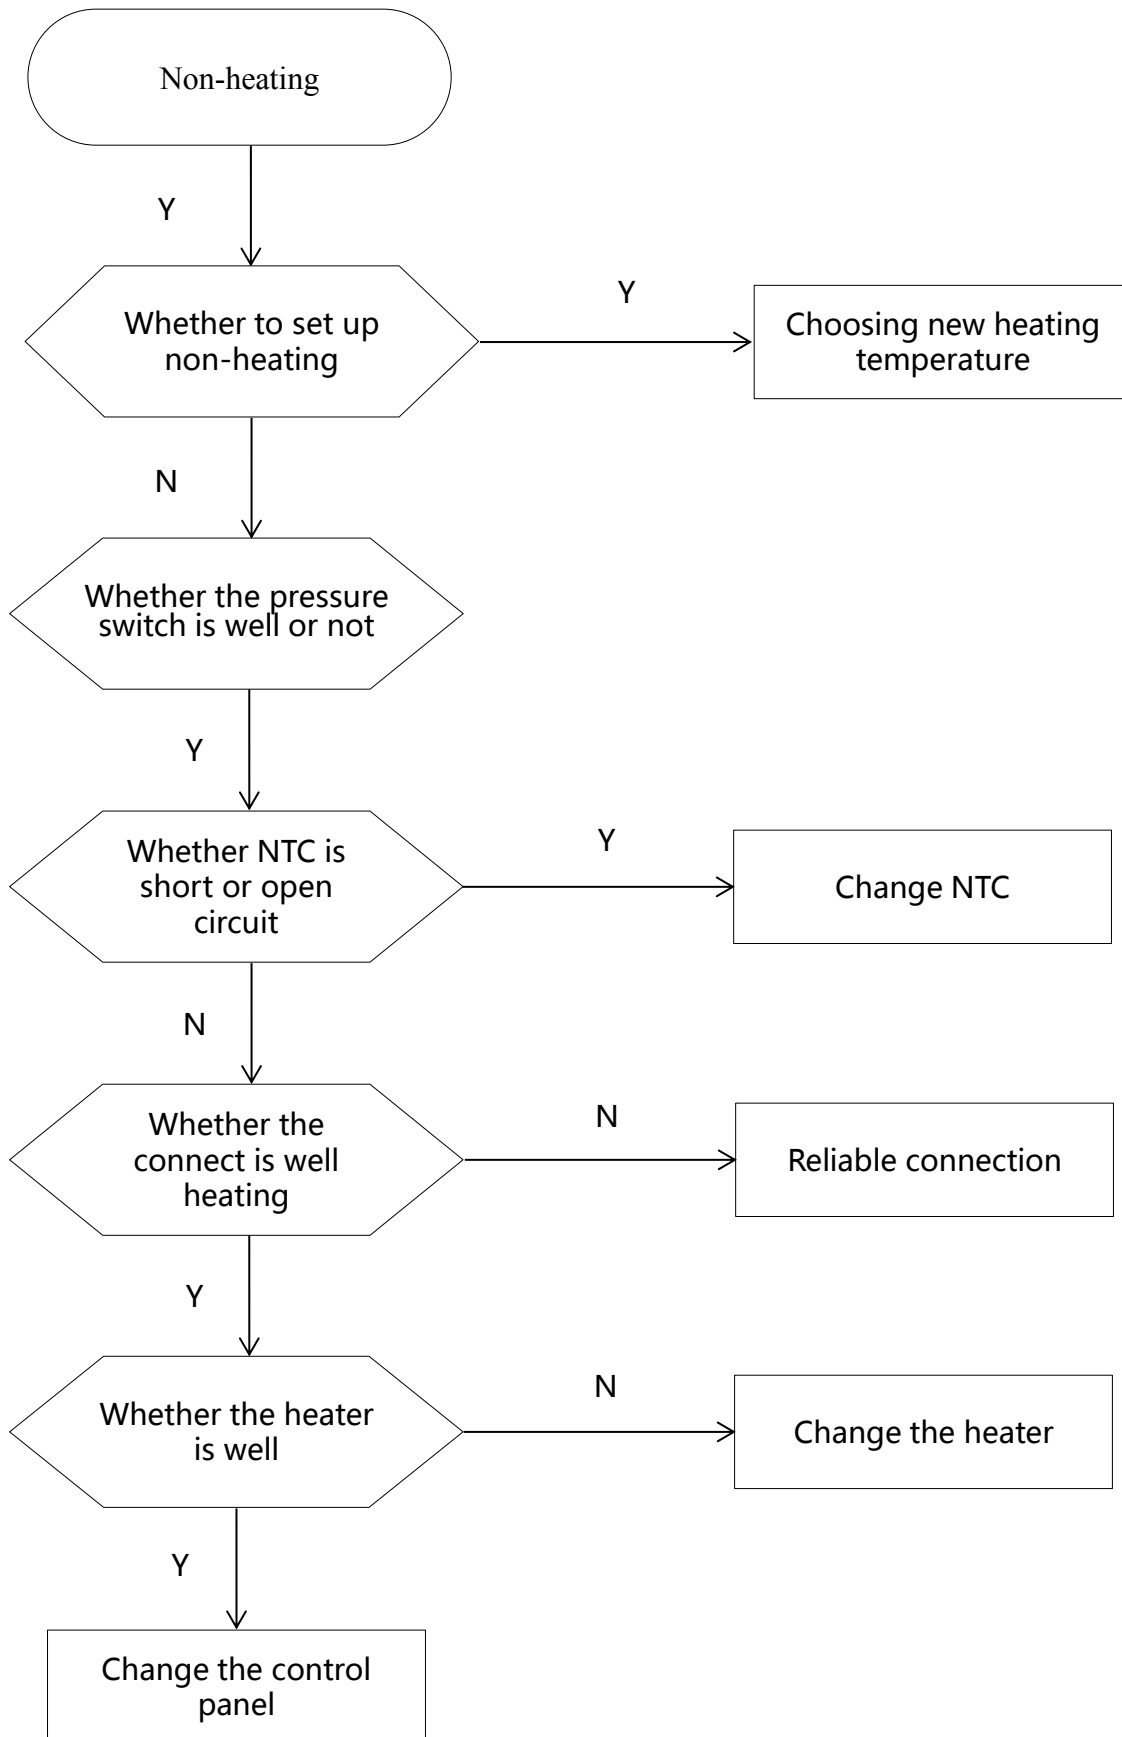 Non-heating
Y
Whether to set up
non-heating
Y
Choosing new heating
temperature
N
Whether the pressure
switch is well or not
Y
Whether NTC is
short or open
circuit
Y
Change NTC
N
Whether the
connect is well
heating
N
Reliable connection
Y
Whether the heater
is well
N
Change the heater
Y
Change the control
panel